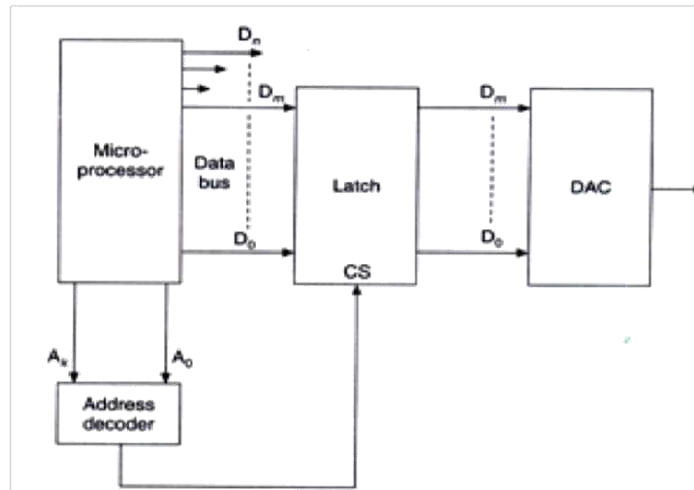 Dn
Dm
Dm
Micro-
processor
Data
bus
Latch
DAC
D0
D0
CS
Ak
A0
Address
decoder